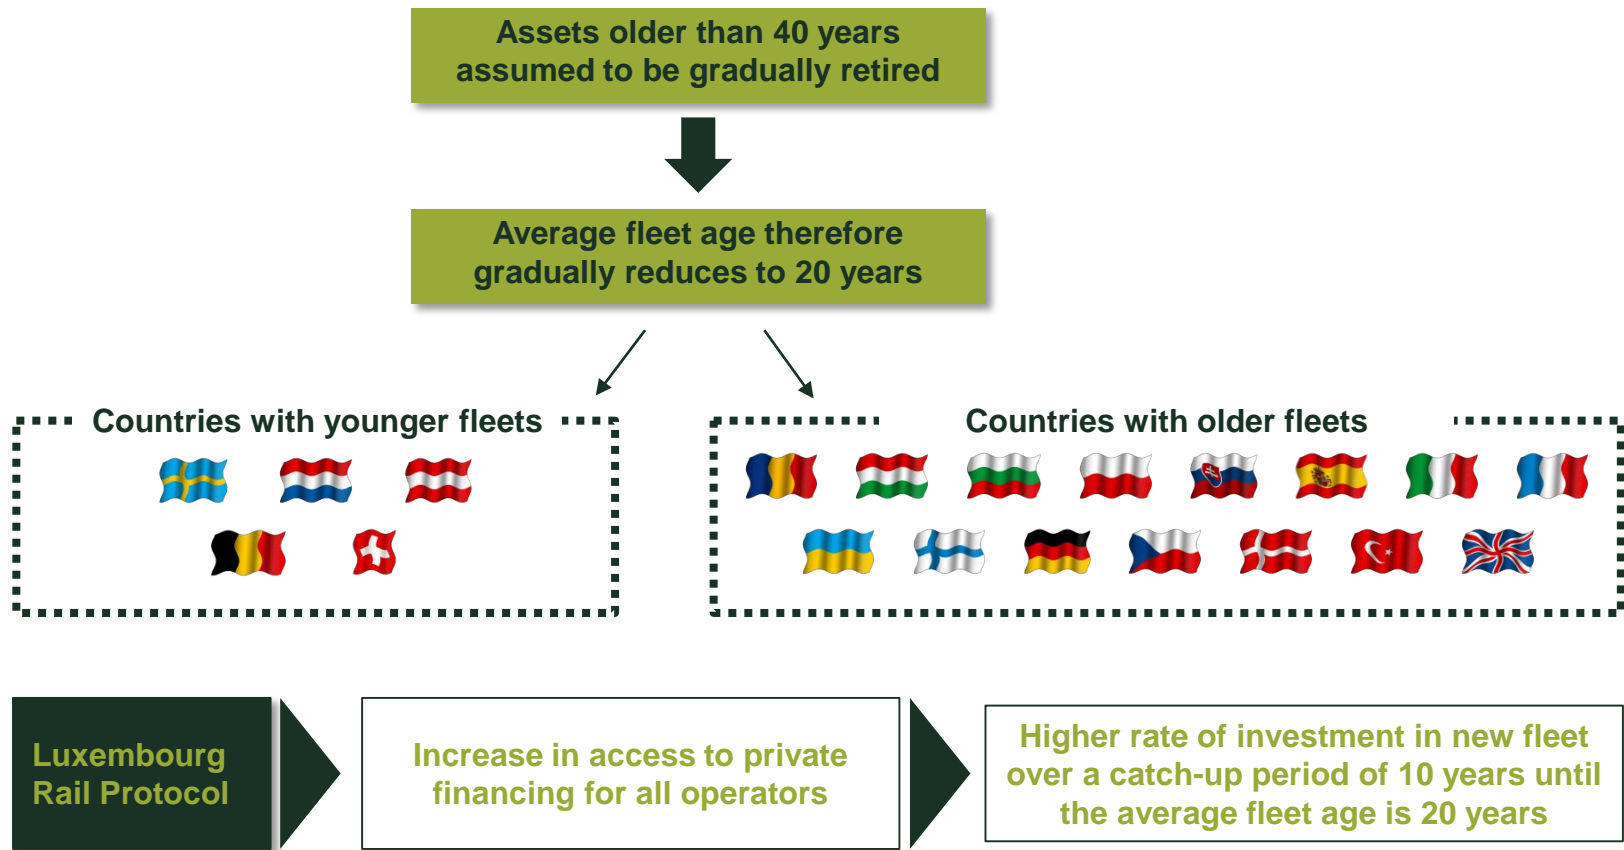 Assets older than 40 years
assumed to be gradually retired
Average fleet age therefore
gradually reduces to 20 years
Countries with younger fleets
Countries with older fleets
Luxembourg
Rail Protocol
Increase in access to private
financing for all operators
Higher rate of investment in new fleet
over a catch-up period of 10 years until
the average fleet age is 20 years